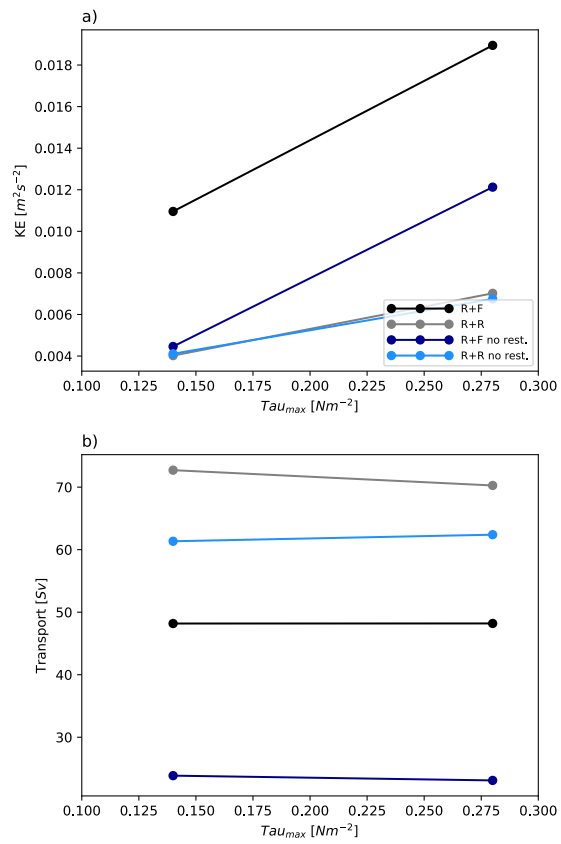 a)
0.018
0.016
0.014
0.012
0.010
0.008
0.006
0.004
KE [m²s⁻²]
R+F
R+R
R+F no rest.
R+R no rest.
0.100 0.125 0.150 0.175 0.200 0.225 0.250 0.275 0.300
Tau_max [Nm⁻²]
b)
70
60
50
40
30
Transport [Sv]
0.100 0.125 0.150 0.175 0.200 0.225 0.250 0.275 0.300
Tau_max [Nm⁻²]